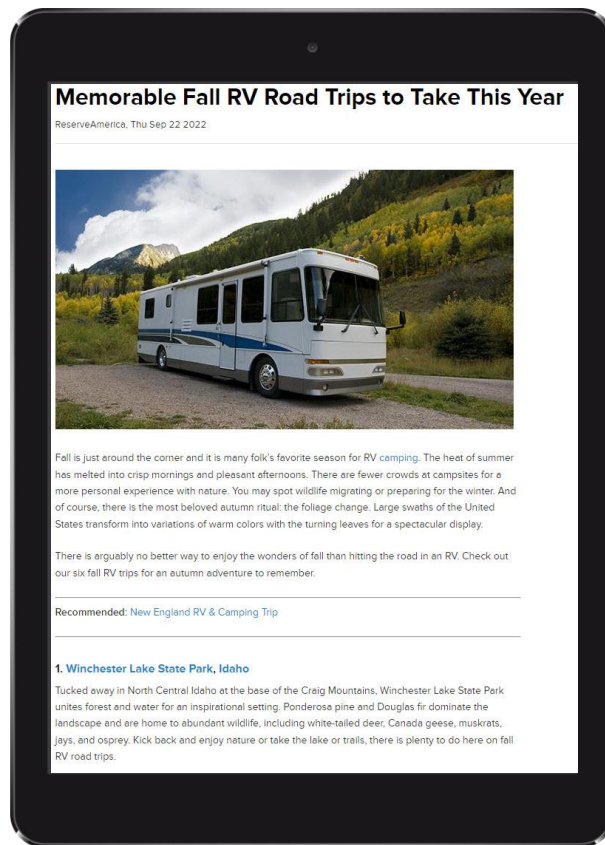 Memorable Fall RV Road Trips to Take This Year
ReserveAmerica, Thu Sep 22 2022
Fall is just around the corner and it is many folk's favorite season for RV camping. The heat of summer
has melted into crisp mornings and pleasant afternoons. There are fewer crowds at campsites for a
more personal experience with nature. You may spot wildlife migrating or preparing for the winter. And
of course, there is the most beloved autumn ritual: the foliage change. Large swaths of the United
States transform into variations of warm colors with the turning leaves for a spectacular display.
There is arguably no better way to enjoy the wonders of fall than hitting the road in an RV. Check out
our six fall RV trips for an autumn adventure to remember.
Recommended: New England RV & Camping Trip
1. Winchester Lake State Park, Idaho
Tucked away in North Central Idaho at the base of the Craig Mountains, Winchester Lake State Park
unites forest and water for an inspirational setting. Ponderosa pine and Douglas fir dominate the
landscape and are home to abundant wildlife, including white-tailed deer, Canada geese, muskrats,
jays, and osprey. Kick back and enjoy nature or take the lake or trails, there is plenty to do here on fall
RV road trips.